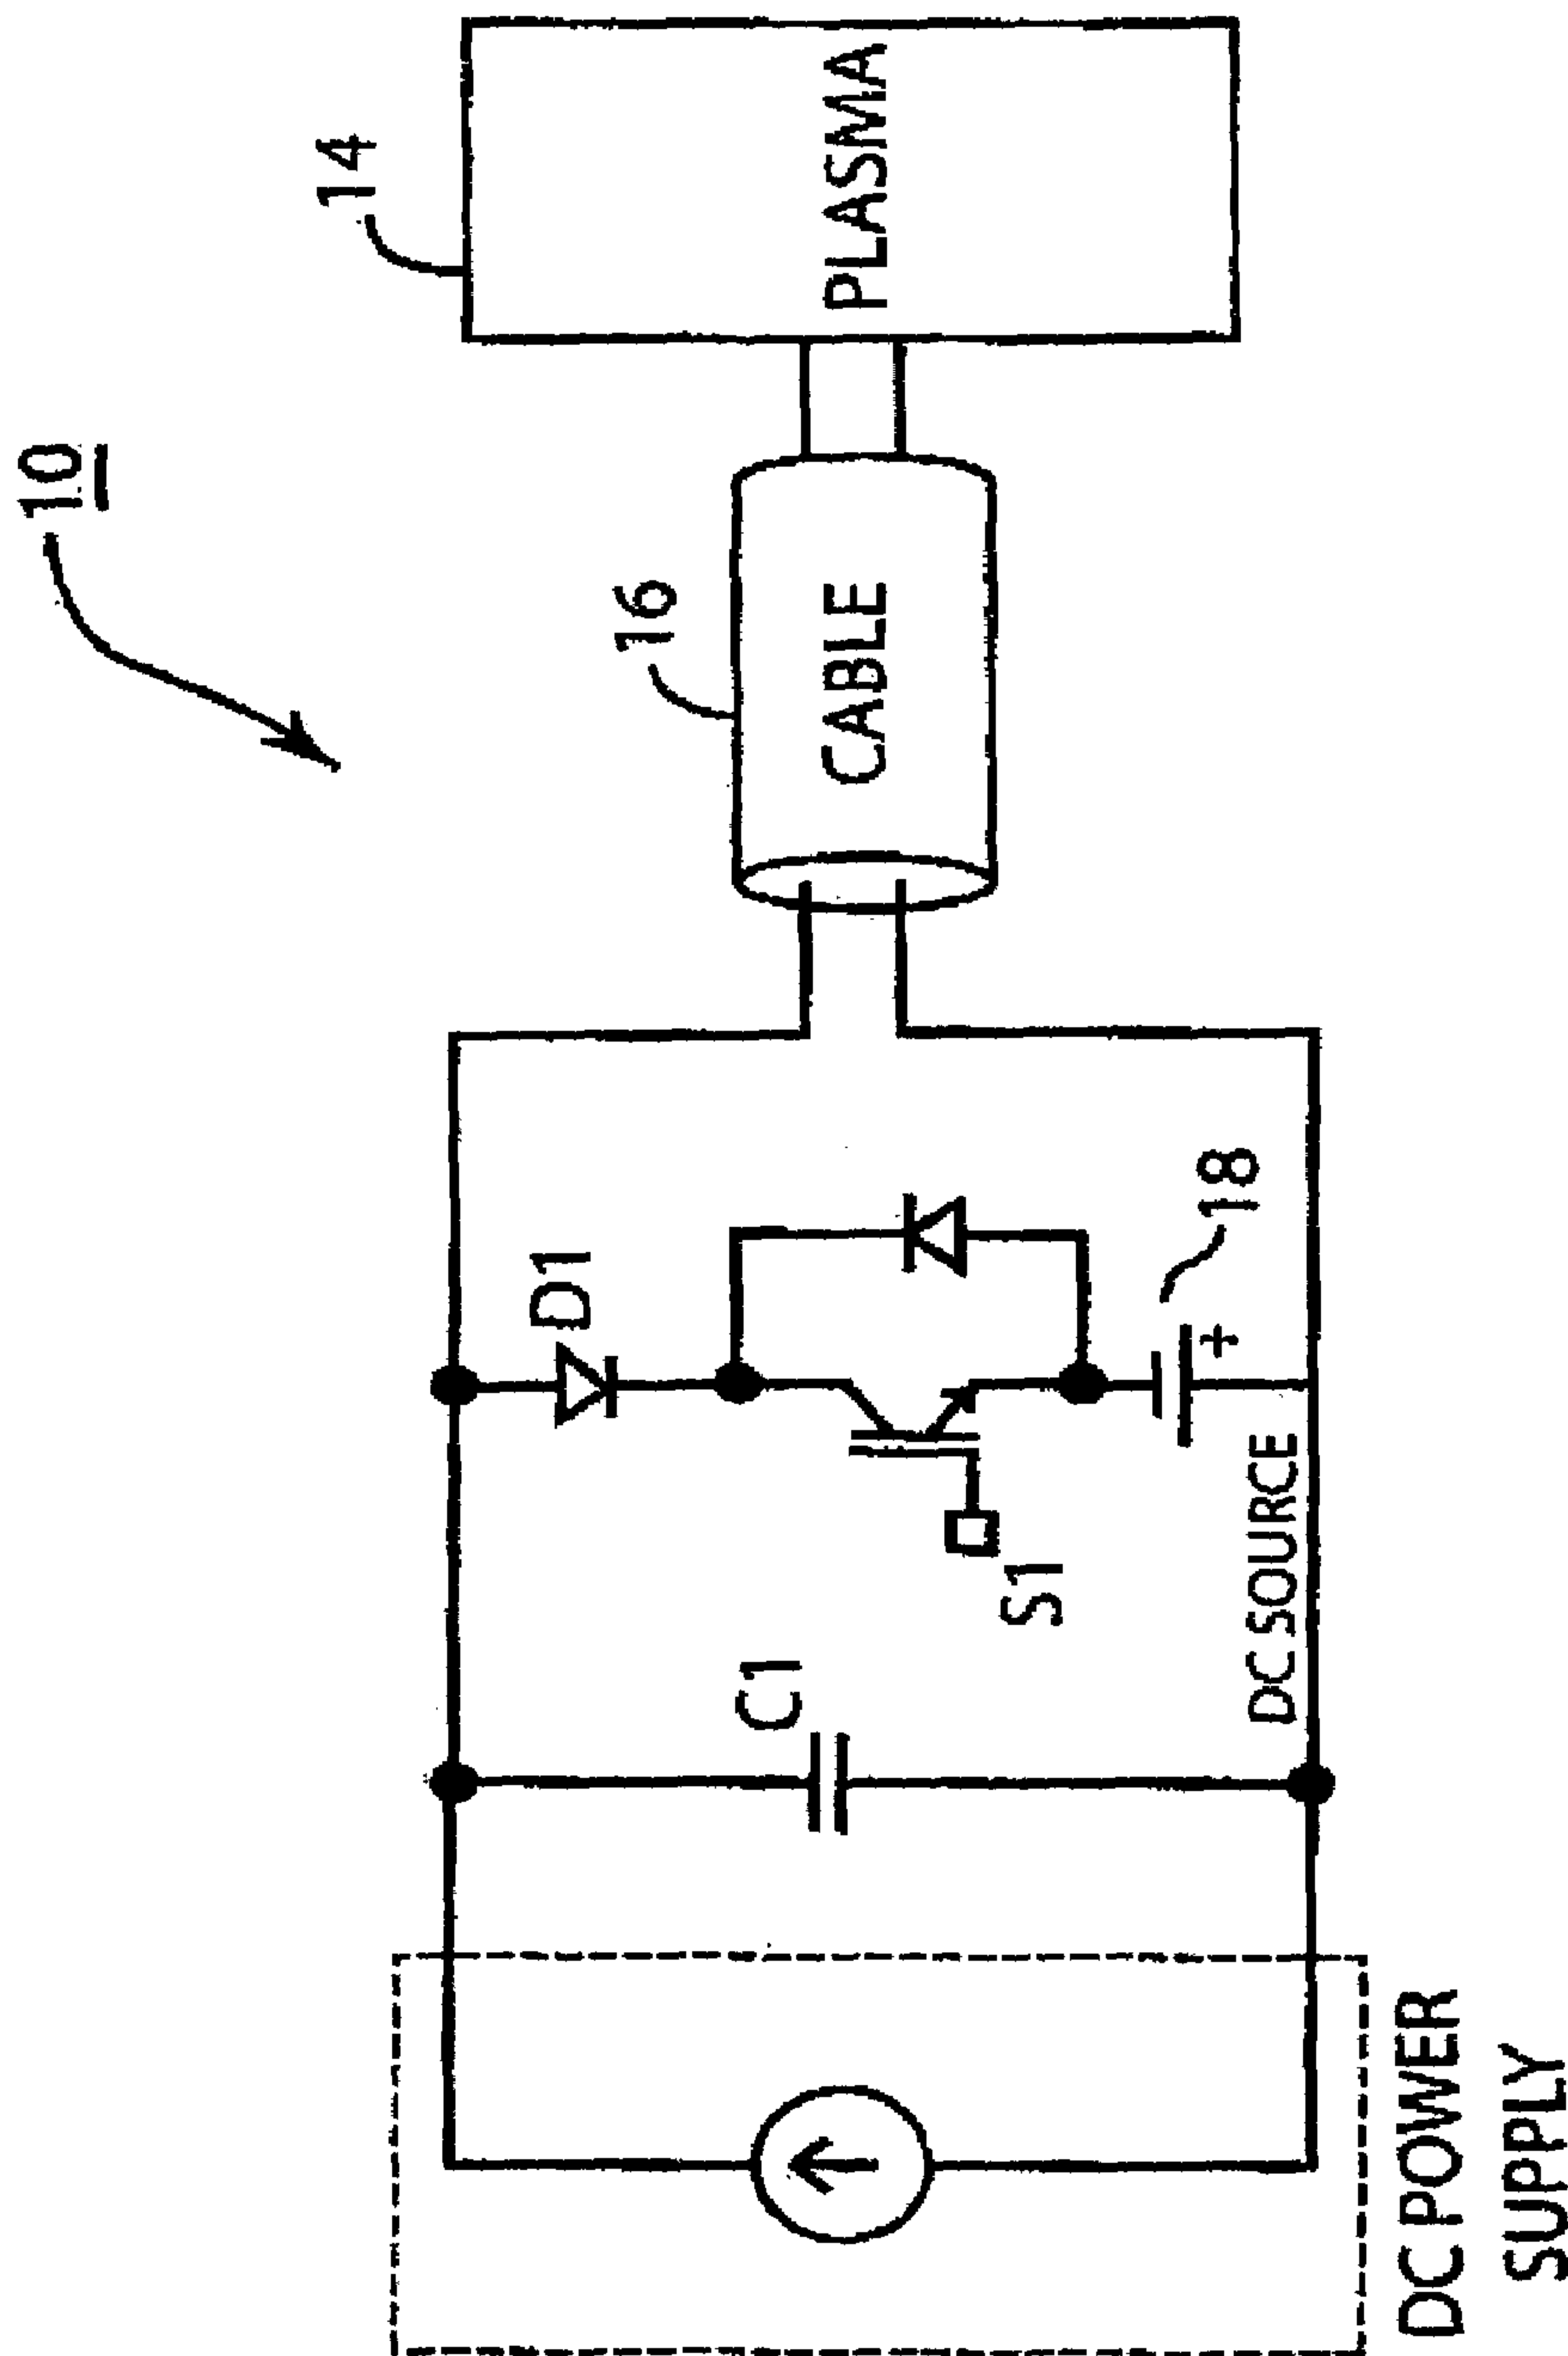 10
14
PLASMA
16
CABLE
D1
18
+
S1
C1
DC SOURCE
DC POWER
SUPPLY